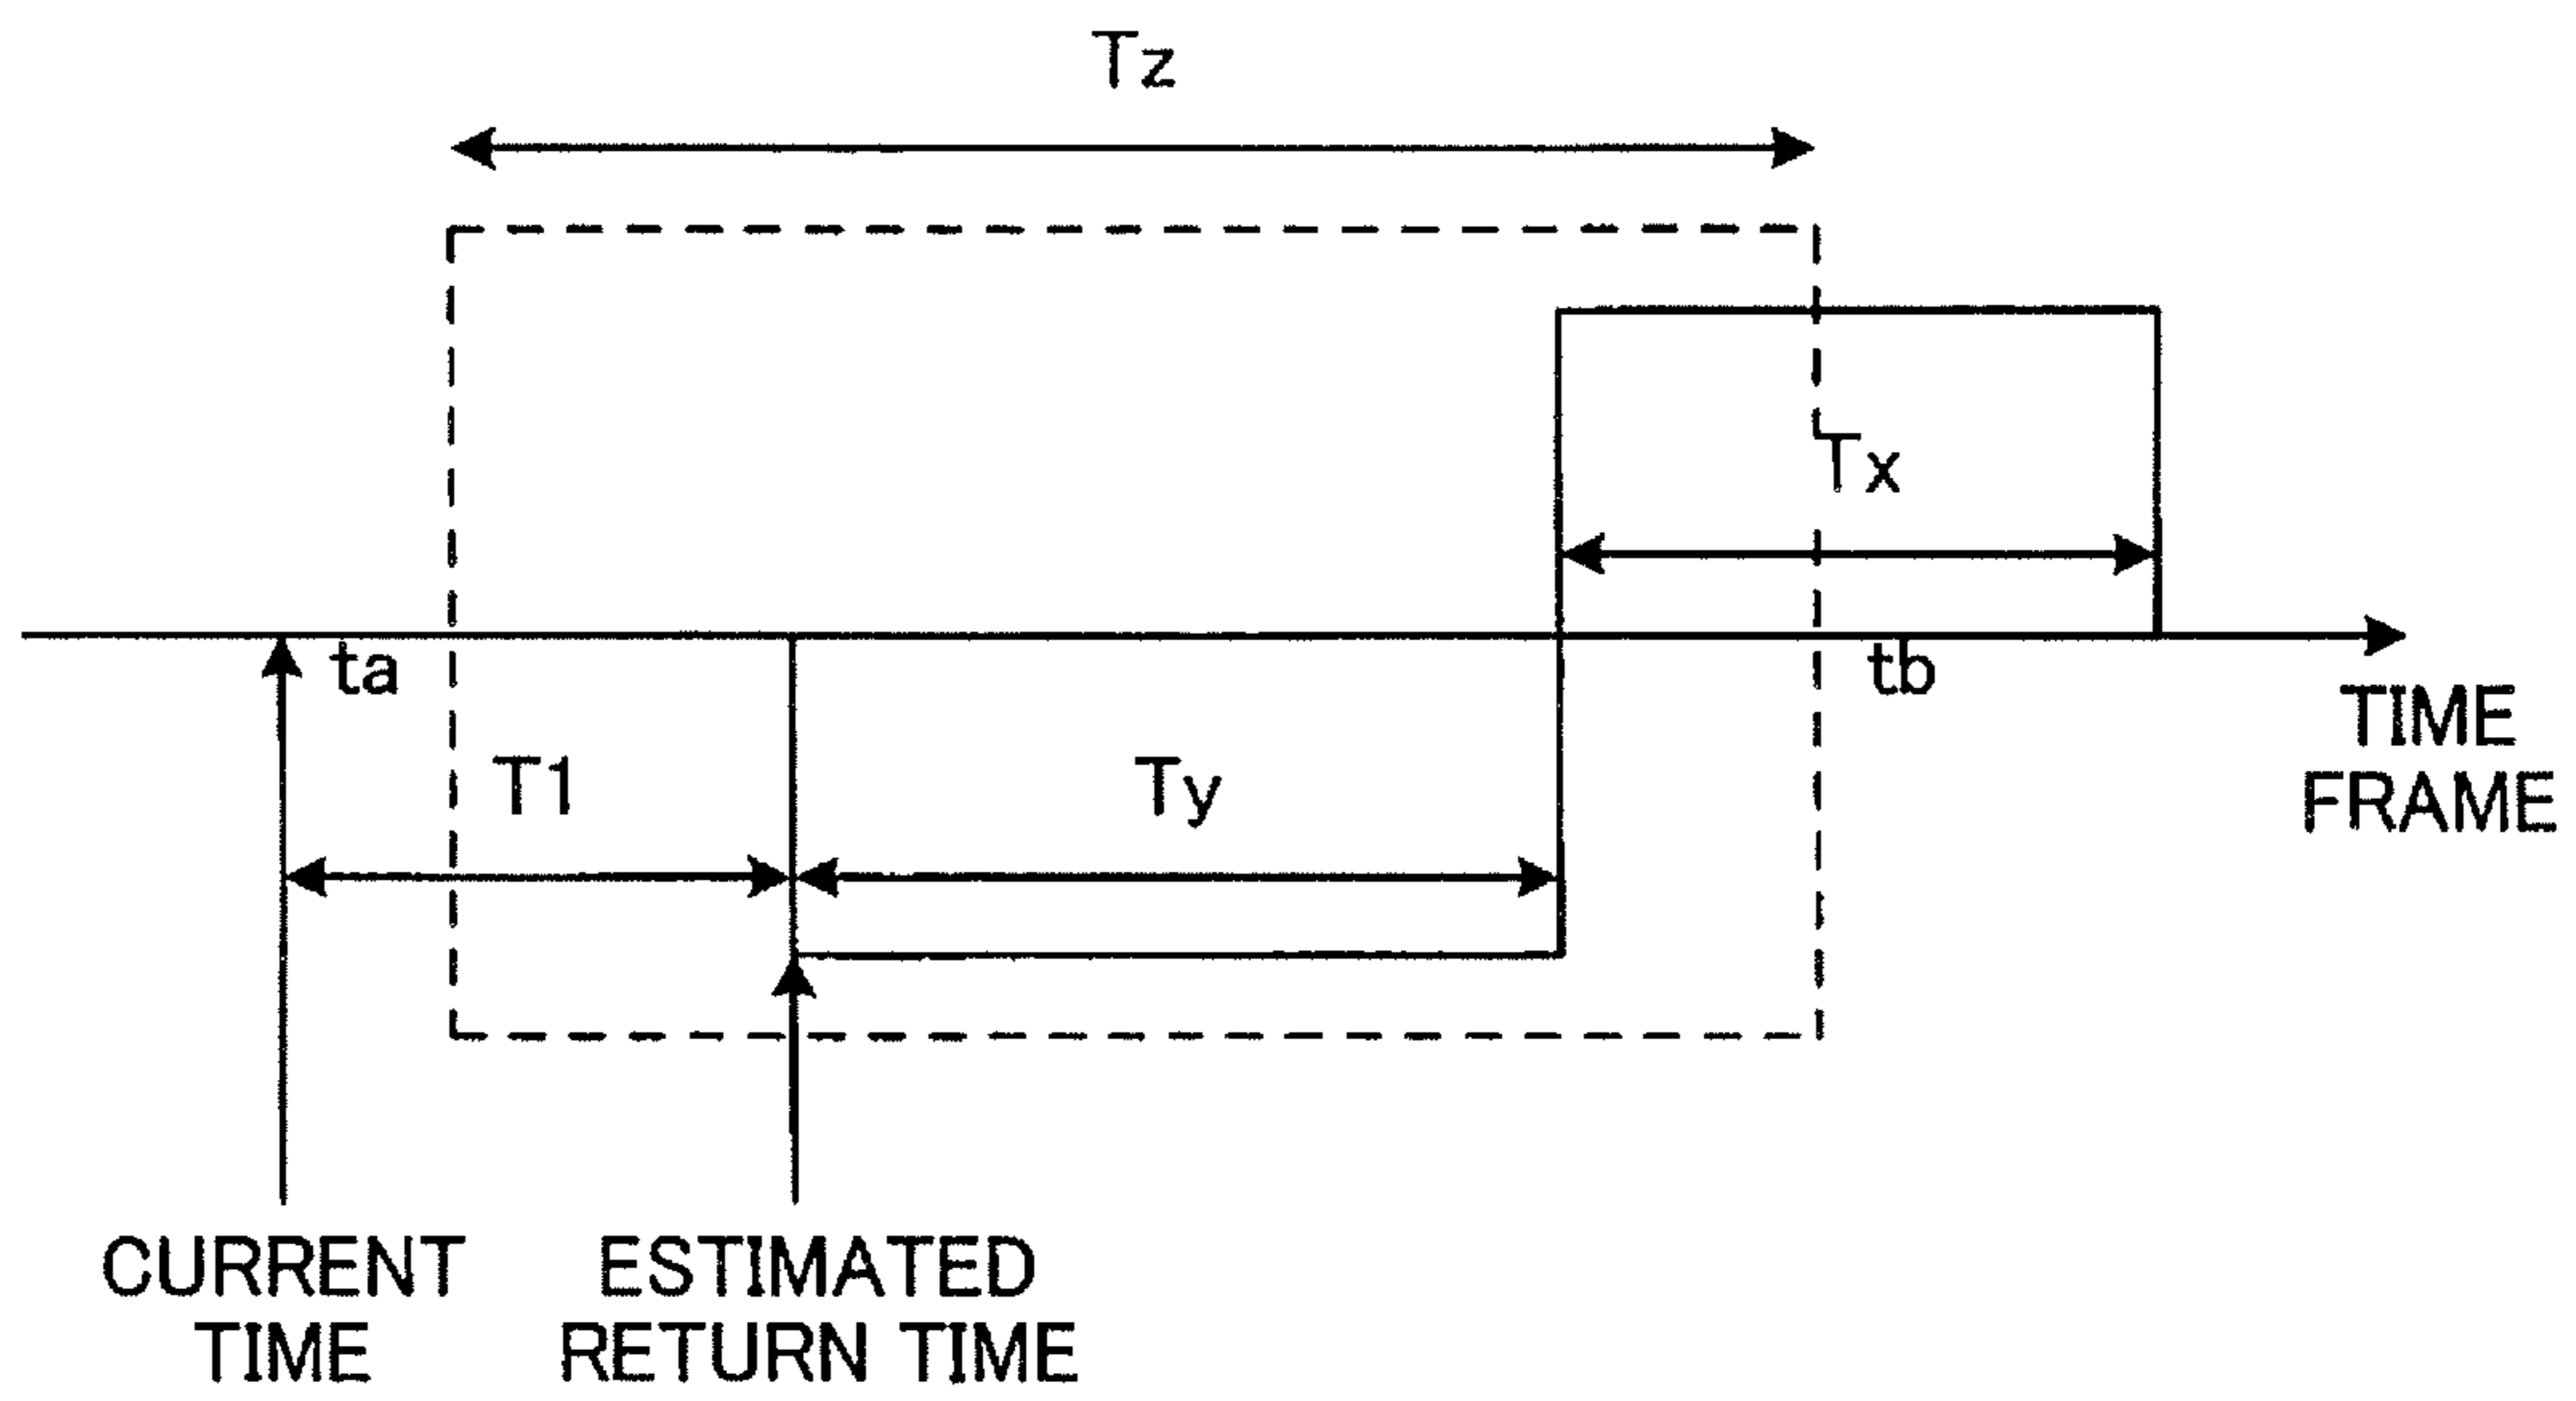 Tz
Tx
ta
tb
TIME
FRAME
T1
Ty
CURRENT
TIME
ESTIMATED
RETURN TIME